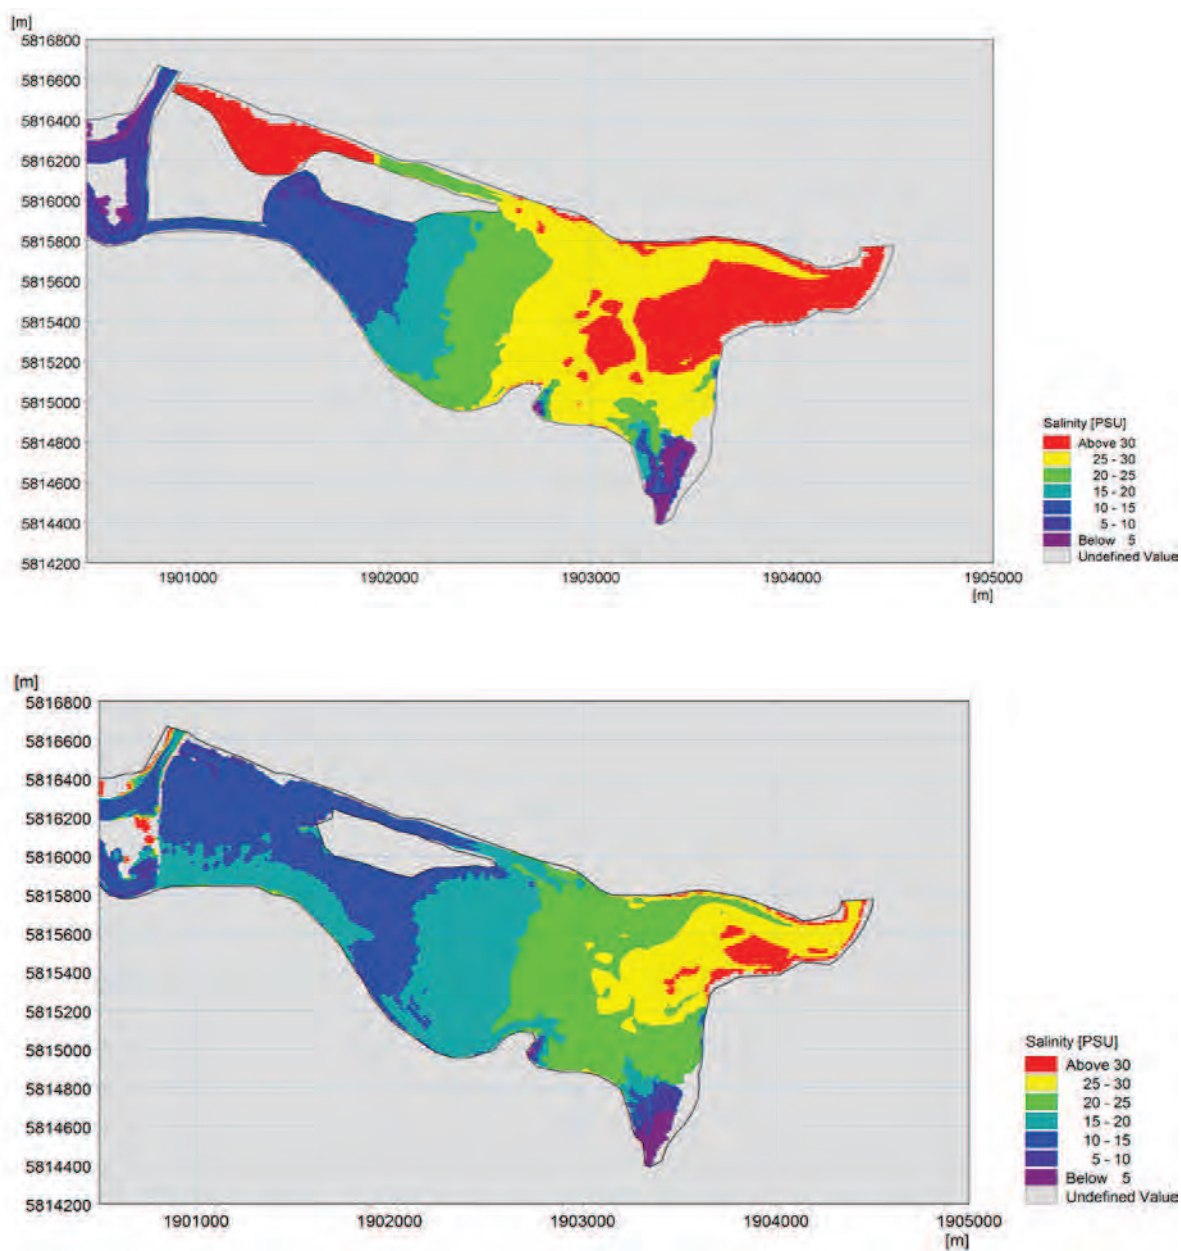 [m]
5816800
5816600
5816400
5816200
5816000
5815800
5815600
5815400
5815200
5815000
5814800
5814600
5814400
5814200
1901000 1902000 1903000 1904000 1905000
[m]
Salinity [PSU]
Above 30
25 - 30
20 - 25
15 - 20
10 - 15
5 - 10
Below 5
Undefined Value
[m]
5816800
5816600
5816400
5816200
5816000
5815800
5815600
5815400
5815200
5815000
5814800
5814600
5814400
5814200
1901000 1902000 1903000 1904000 1905000
[m]
Salinity [PSU]
Above 30
25 - 30
20 - 25
15 - 20
10 - 15
5 - 10
Below 5
Undefined Value